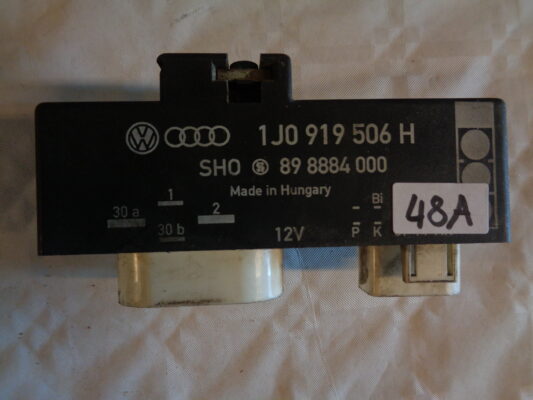 1J0 919 506 H
SHO 89 8884 000
Made in Hungary
1 Bi
30 a 2 48A
30 b 12V P K